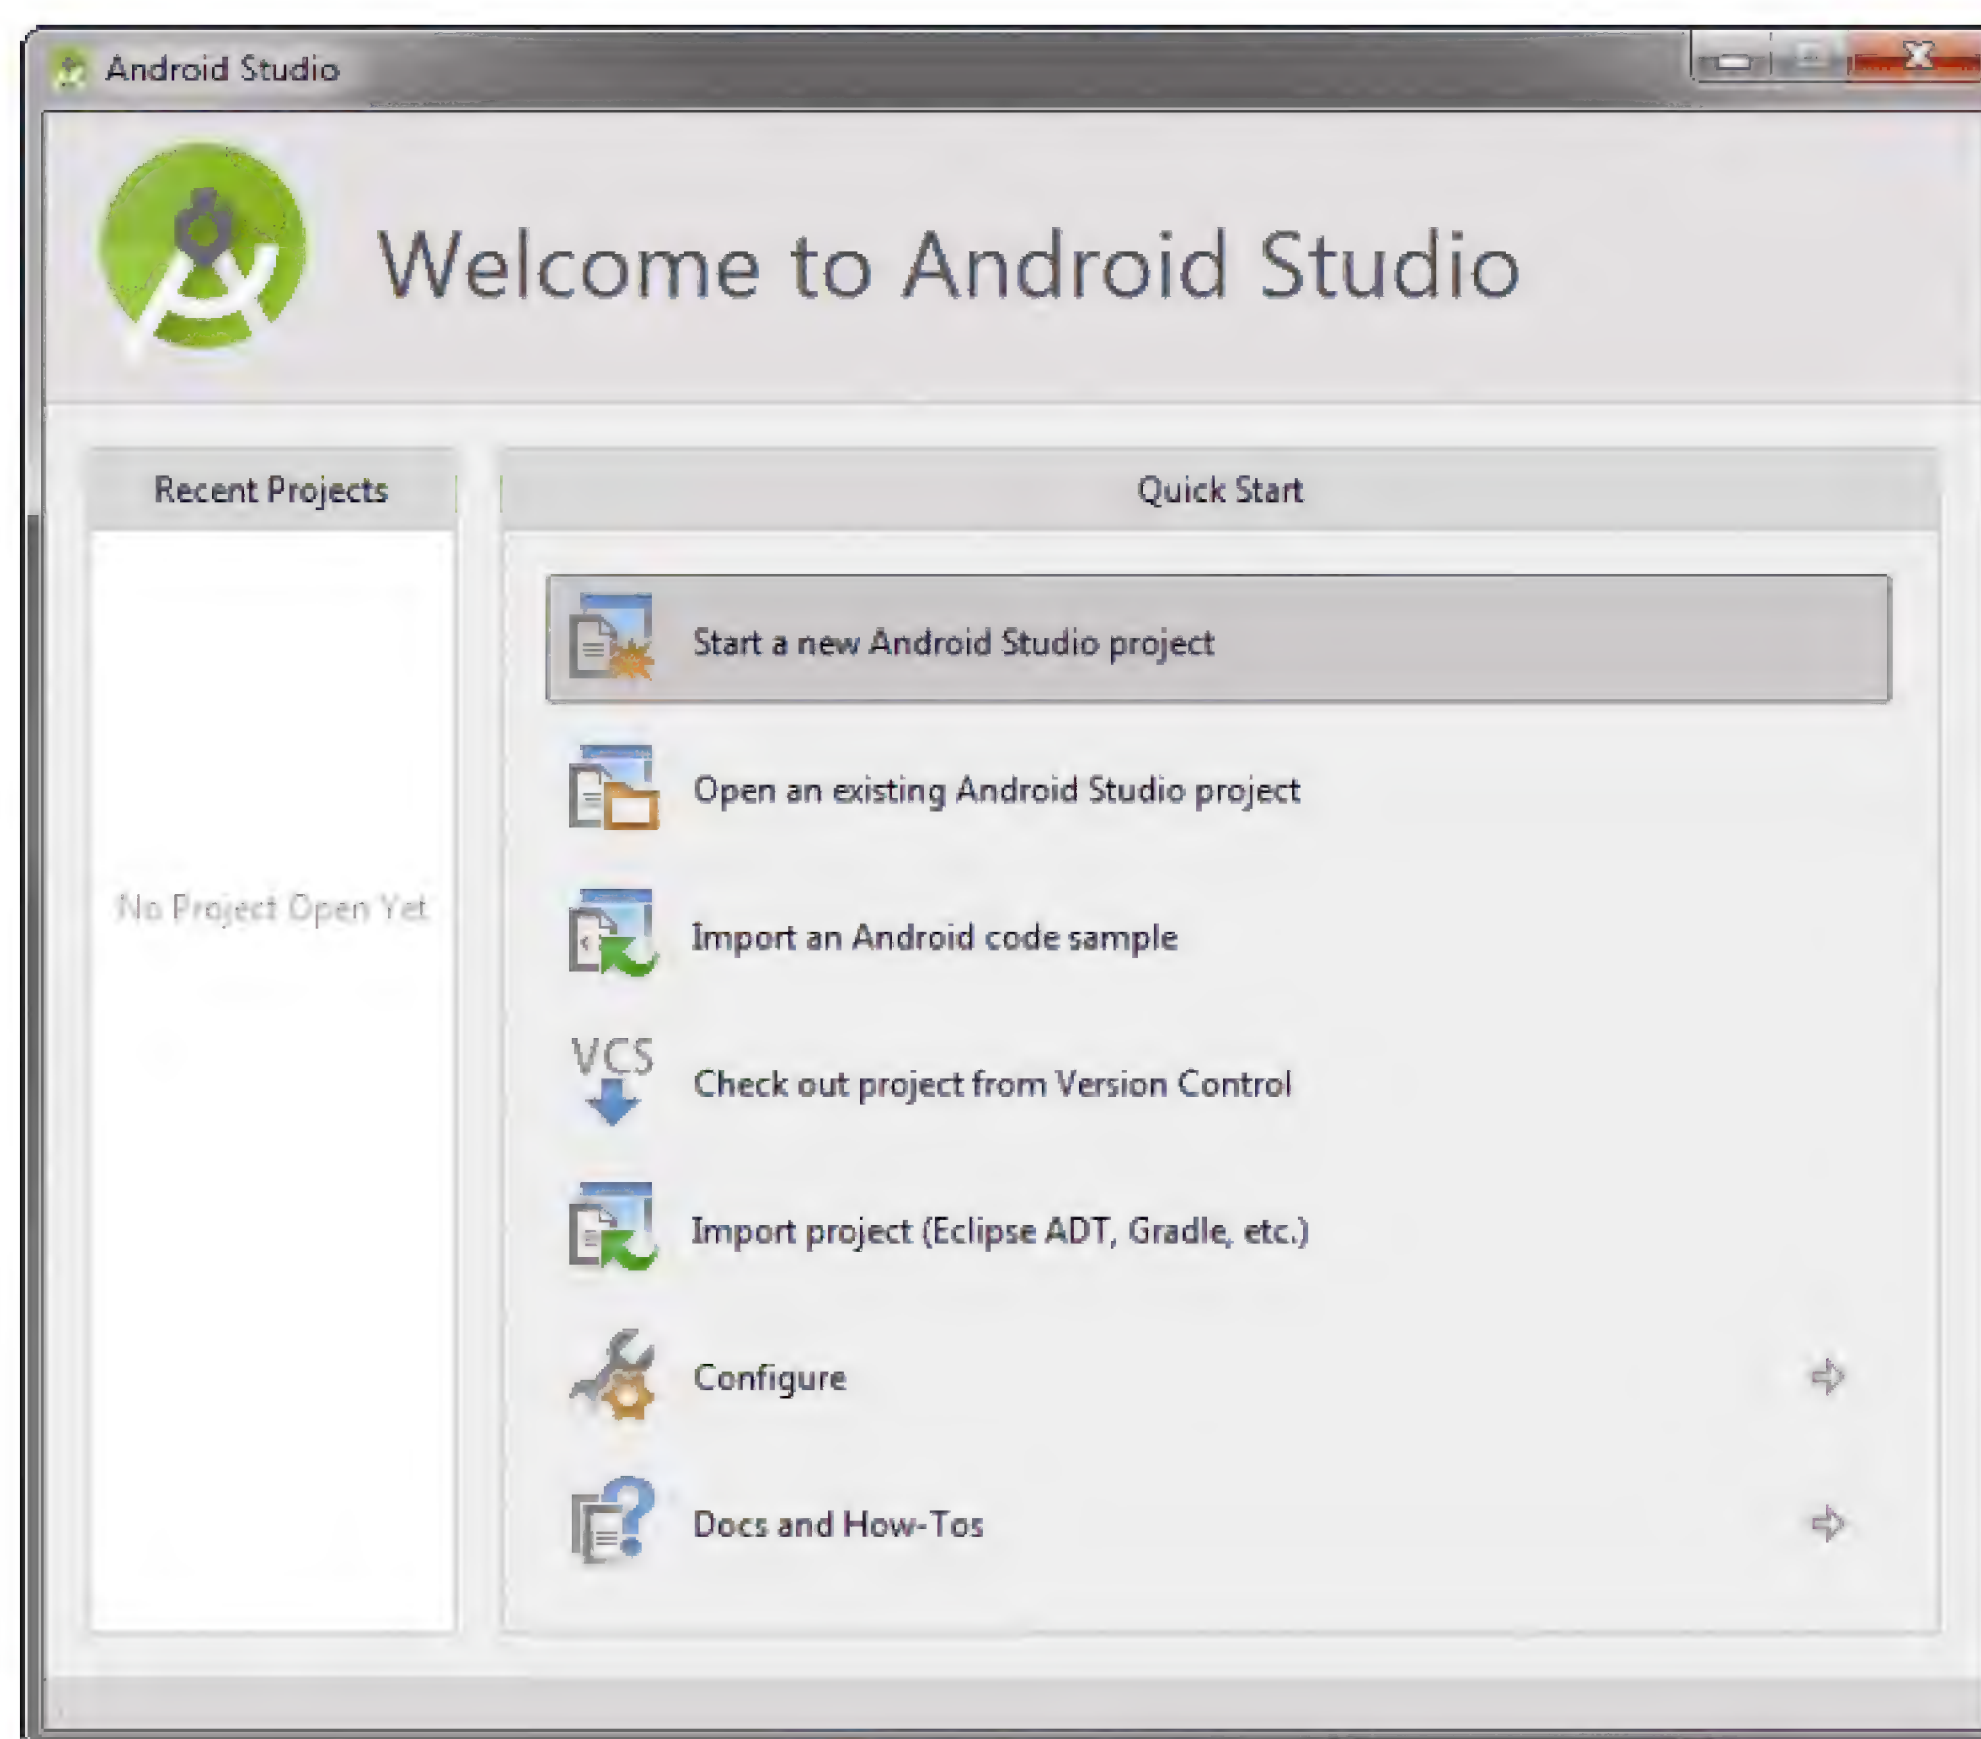 Android Studio
Welcome to Android Studio
Recent Projects
No Project Open Yet
Quick Start
Start a new Android Studio project
Open an existing Android Studio project
Import an Android code sample
VCS
Check out project from Version Control
Import project (Eclipse ADT, Gradle, etc.)
Configure
Docs and How-Tos